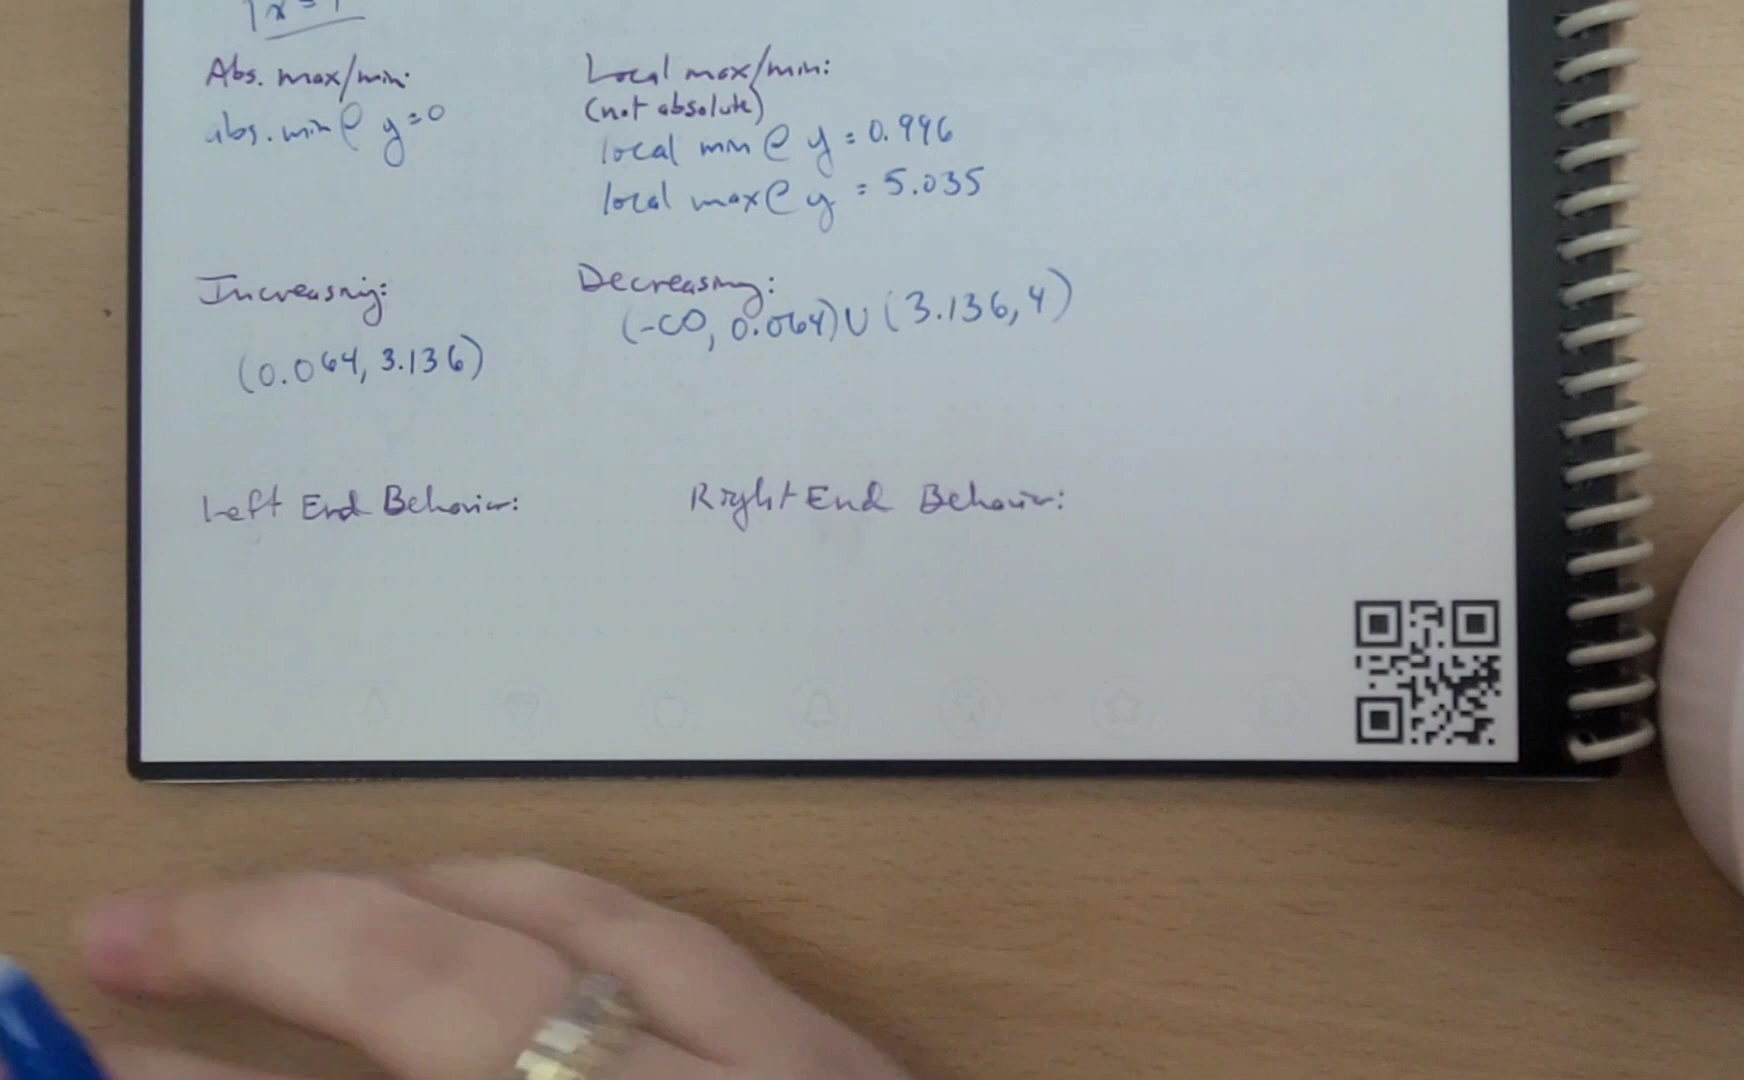 Abs. max/min:
abs. min @ y=0
Local max/min:
(not absolute)
local min @ y = 0.996
local max @ y = 5.035
Increasing:
(0.064, 3.136)
Decreasing:
(-∞, 0.064) ∪ (3.136, 4)
Left End Behavior:
Right End Behavior: